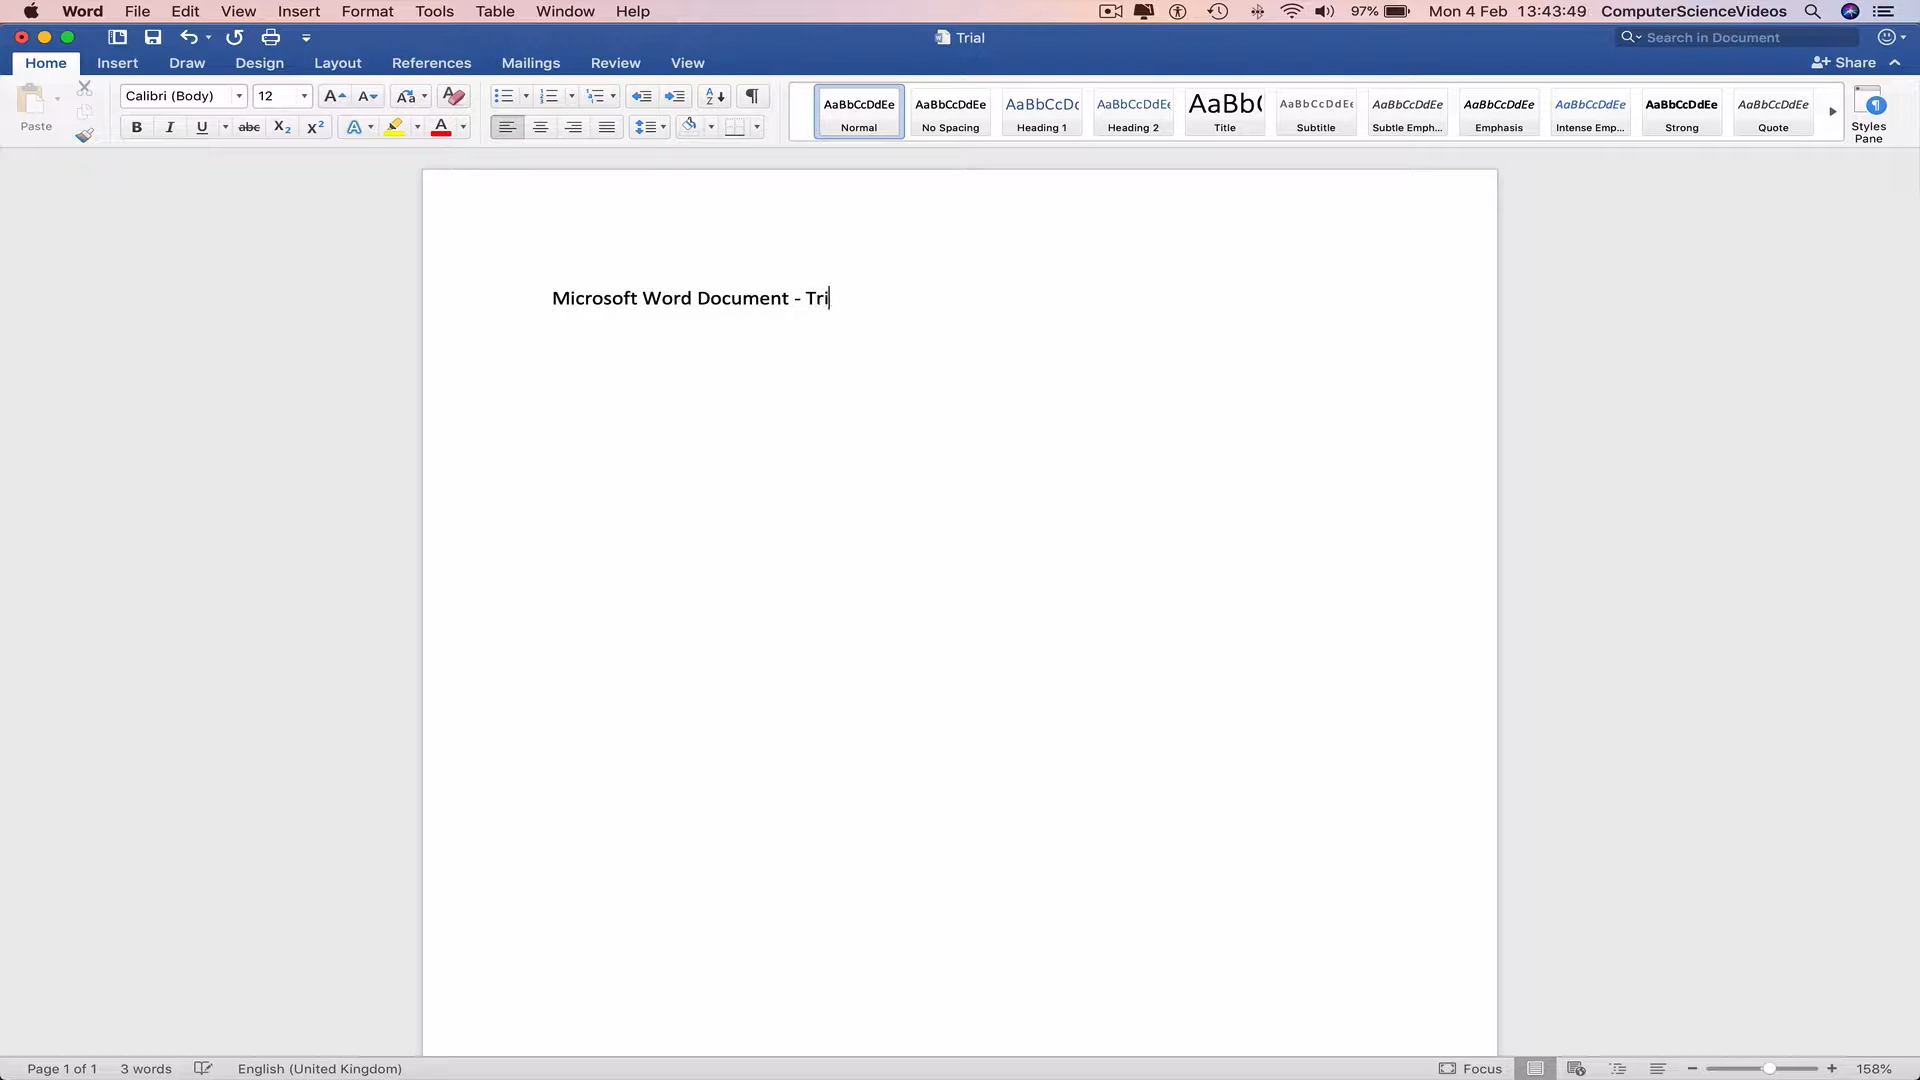 Word File Edit View Insert Format Tools Table Window Help 97% Mon 4 Feb 13:43:49 ComputerScienceVideos
Trial Search in Document
Home Insert Draw Design Layout References Mailings Review View Share
Paste Calibri (Body) 12 A A Aa A A Z ¶
B I U abc X₂ X² A A
AaBbCcDdEe AaBbCcDdEe AaBbCcDc AaBbCcDdEe AaBb( AaBbCcDdEe AaBbCcDdEe AaBbCcDdEe AaBbCcDdEe AaBbCcDdEe AaBbCcDdEe
Normal No Spacing Heading 1 Heading 2 Title Subtitle Subtle Emph... Emphasis Intense Emp... Strong Quote Styles Pane
Microsoft Word Document - Tri
Page 1 of 1 3 words English (United Kingdom) Focus 158%